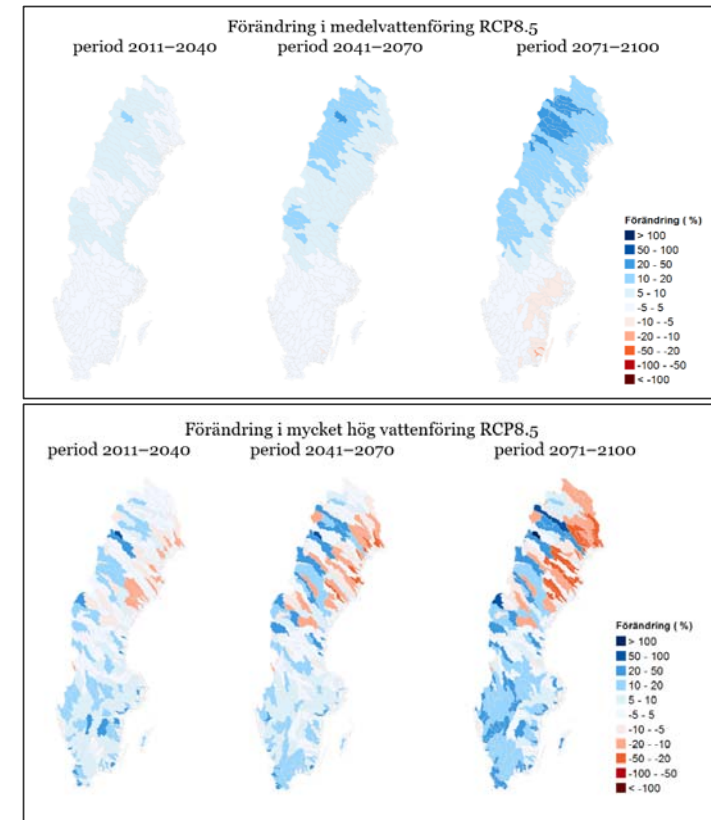 Förändring i medelvattenföring RCP8.5
period 2011–2040 period 2041–2070 period 2071–2100
Förändring ( %)
> 100
50 - 100
20 - 50
10 - 20
5 - 10
-5 - 5
-10 - -5
-20 - -10
-50 - -20
-100 - -50
< -100
Förändring i mycket hög vattenföring RCP8.5
period 2011–2040 period 2041–2070 period 2071–2100
Förändring ( %)
> 100
50 - 100
20 - 50
10 - 20
5 - 10
-5 - 5
-10 - -5
-20 - -10
-50 - -20
-100 - -50
< -100